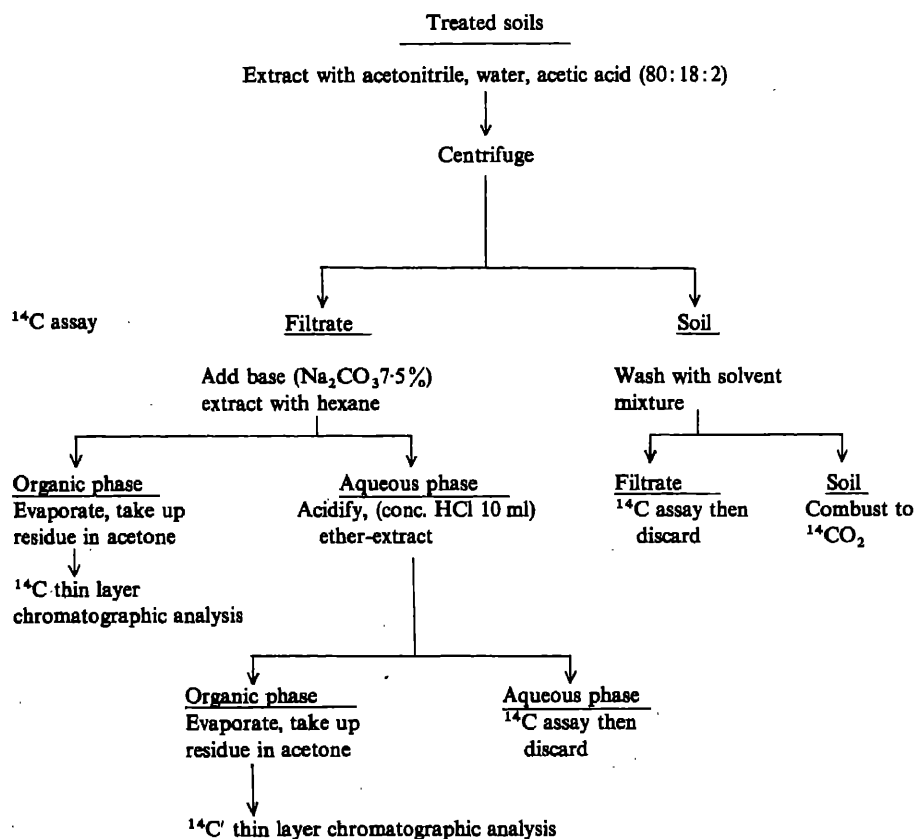 Treated soils
Extract with acetonitrile, water, acetic acid (80:18:2)
Centrifuge
¹⁴C assay
Filtrate
Soil
Add base (Na₂CO₃7·5%)
extract with hexane
Wash with solvent
mixture
Organic phase
Evaporate, take up
residue in acetone
Aqueous phase
Acidify, (conc. HCl 10 ml)
ether-extract
Filtrate
¹⁴C assay then
discard
Soil
Combust to
¹⁴CO₂
¹⁴C thin layer
chromatographic analysis
Organic phase
Evaporate, take up
residue in acetone
Aqueous phase
¹⁴C assay then
discard
¹⁴C' thin layer chromatographic analysis